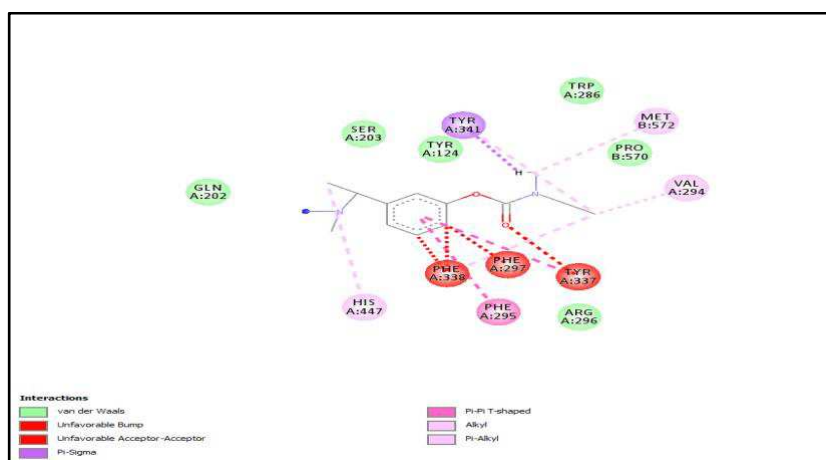 TRP
A:286
TYR
A:341
MET
B:572
SER
A:203
TYR
A:124
PRO
B:570
H
GLN
A:202
VAL
A:294
O
N
N
O
PHE
A:338
PHE
A:297
TYR
A:337
HIS
A:447
PHE
A:295
ARG
A:296
Interactions
van der Waals
Unfavorable Bump
Unfavorable Acceptor-Acceptor
Pi-Sigma
Pi-Pi T-shaped
Alkyl
Pi-Alkyl